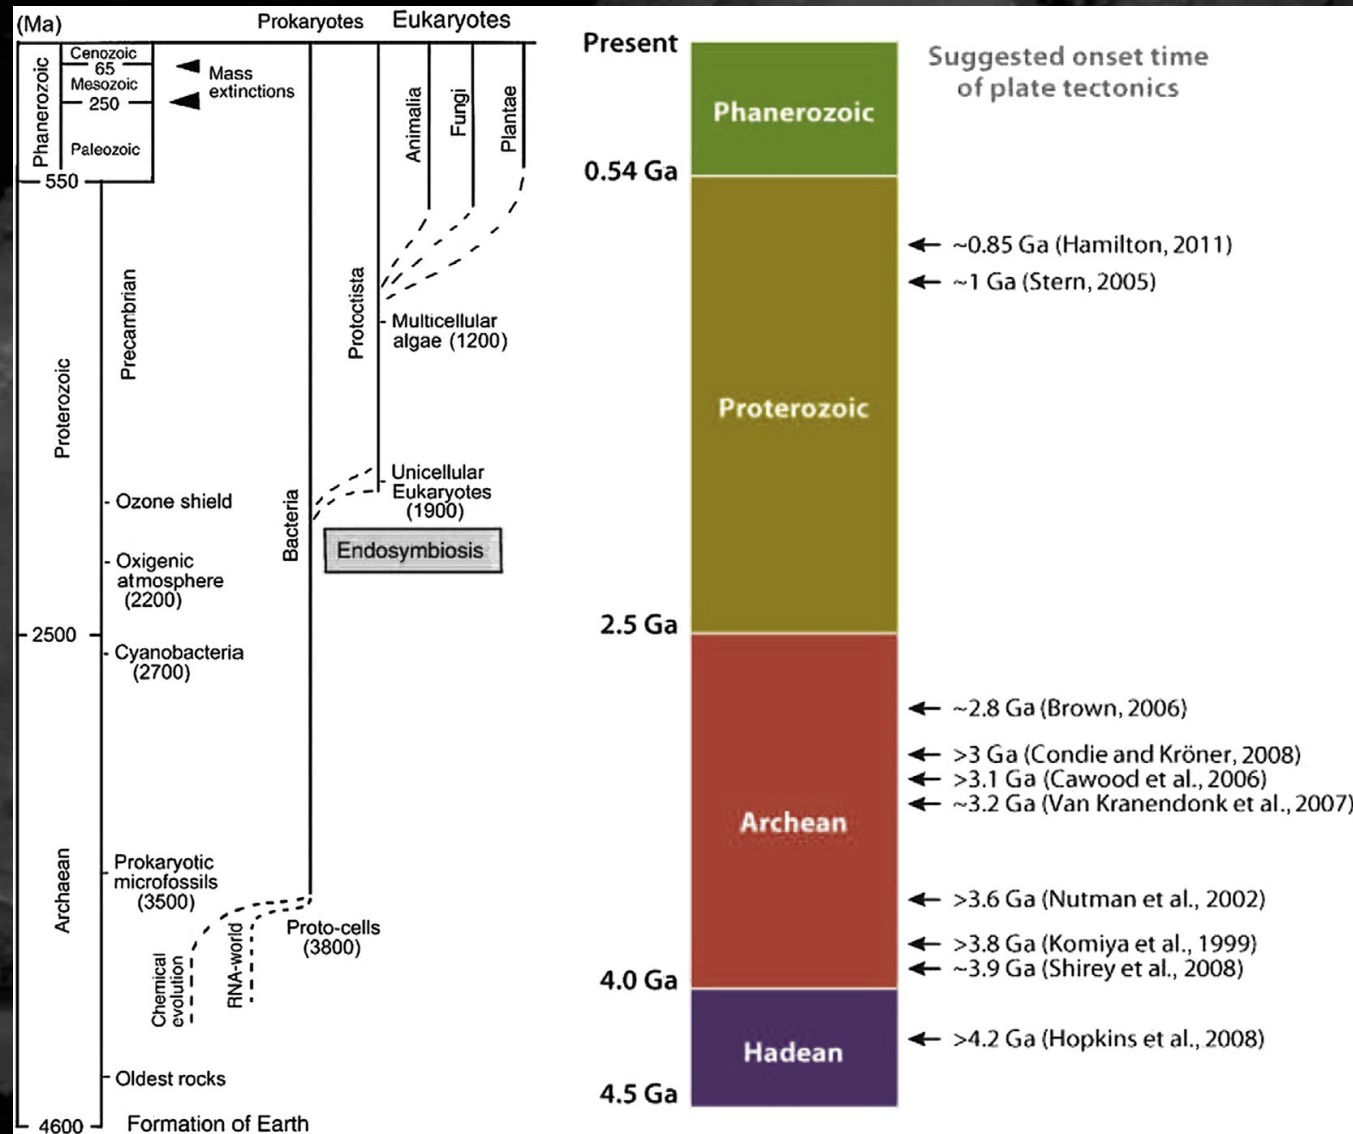 (Ma)
Prokaryotes
Eukaryotes
Phanerozoic
Cenozoic
65
Mesozoic
250
Paleozoic
Mass
extinctions
550
Animalia
Fungi
Plantae
Precambrian
Proterozoic
Protoctista
Multicellular
algae (1200)
Unicellular
Eukaryotes
(1900)
Bacteria
Endosymbiosis
Ozone shield
Oxigenic
atmosphere
(2200)
2500
Cyanobacteria
(2700)
Archaean
Prokaryotic
microfossils
(3500)
Proto-cells
(3800)
Chemical
evolution
RNA-world
Oldest rocks
4600
Formation of Earth
Present
Suggested onset time
of plate tectonics
Phanerozoic
0.54 Ga
~0.85 Ga (Hamilton, 2011)
~1 Ga (Stern, 2005)
Proterozoic
2.5 Ga
~2.8 Ga (Brown, 2006)
>3 Ga (Condie and Kröner, 2008)
>3.1 Ga (Cawood et al., 2006)
~3.2 Ga (Van Kranendonk et al., 2007)
Archean
>3.6 Ga (Nutman et al., 2002)
>3.8 Ga (Komiya et al., 1999)
~3.9 Ga (Shirey et al., 2008)
4.0 Ga
>4.2 Ga (Hopkins et al., 2008)
Hadean
4.5 Ga